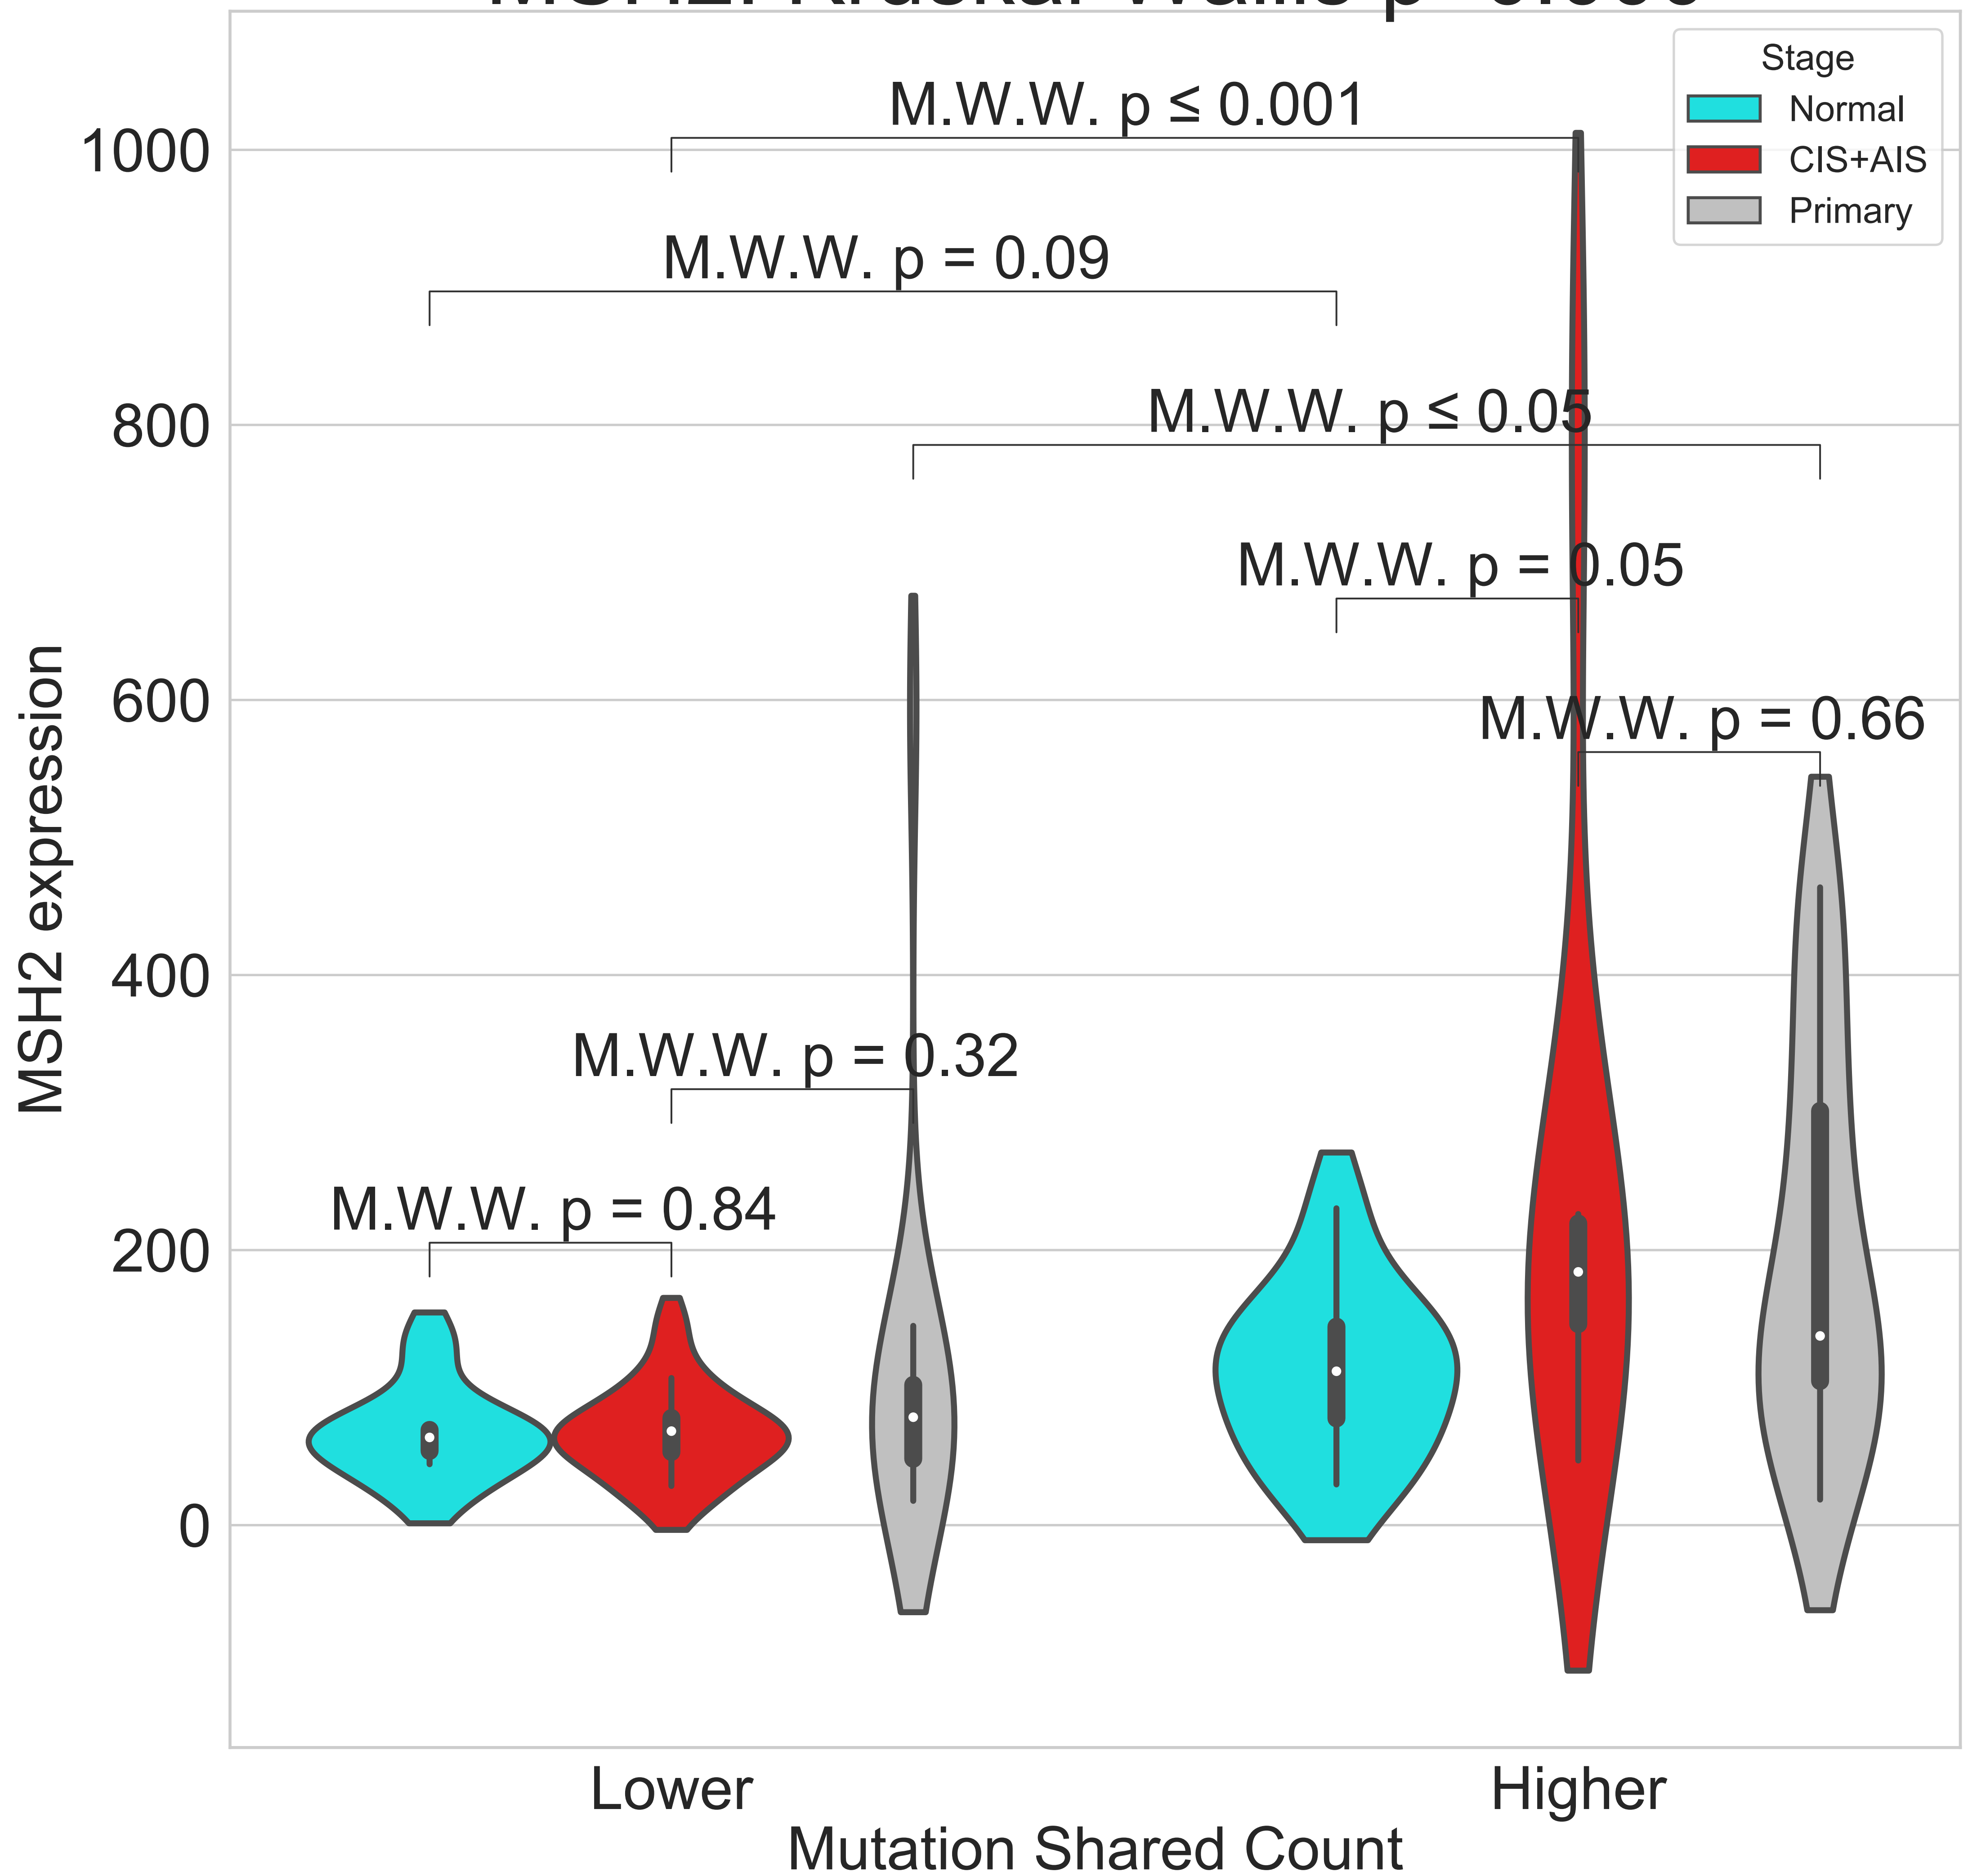 Stage
Normal
CIS+AIS
Primary
M.W.W. p ≤ 0.001
M.W.W. p = 0.09
M.W.W. p ≤ 0.05
M.W.W. p = 0.05
M.W.W. p = 0.66
M.W.W. p = 0.32
M.W.W. p = 0.84
1000
800
600
400
200
0
MSH2 expression
Lower
Higher
Mutation Shared Count